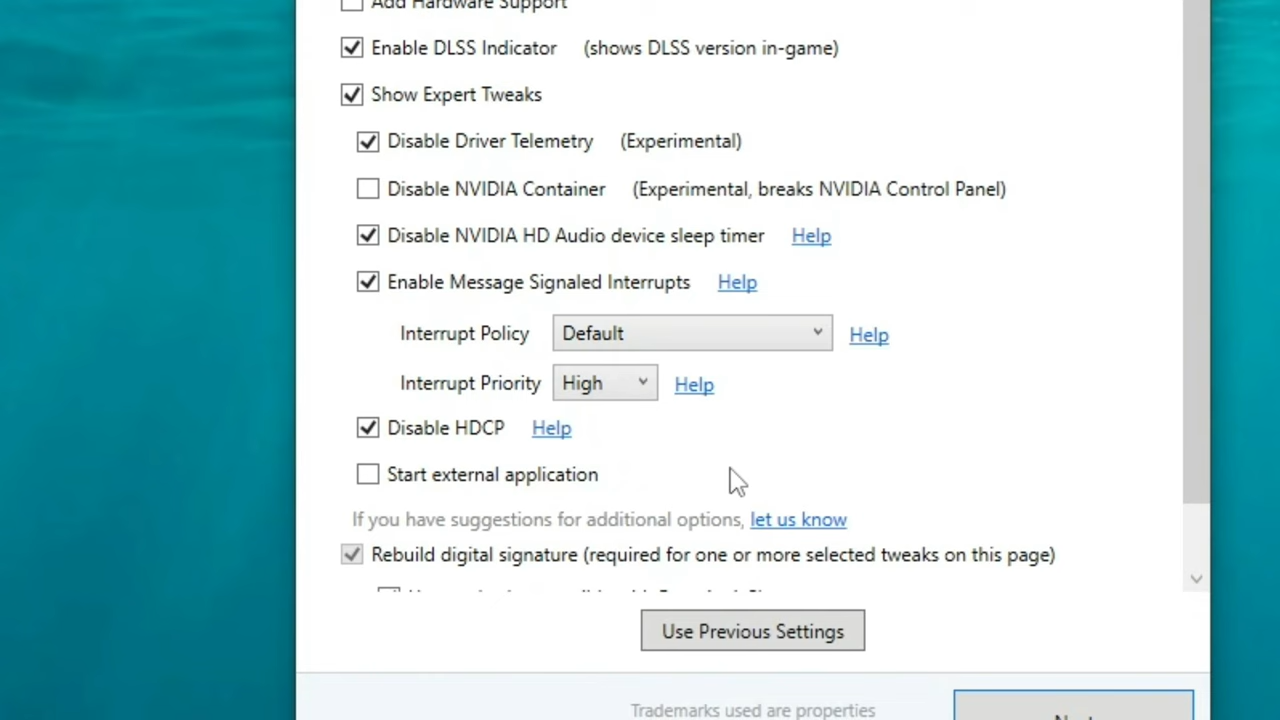 Add Hardware Support
Enable DLSS Indicator (shows DLSS version in-game)
Show Expert Tweaks
Disable Driver Telemetry (Experimental)
Disable NVIDIA Container (Experimental, breaks NVIDIA Control Panel)
Disable NVIDIA HD Audio device sleep timer Help
Enable Message Signaled Interrupts Help
Interrupt Policy Default Help
Interrupt Priority High Help
Disable HDCP Help
Start external application
If you have suggestions for additional options, let us know
Rebuild digital signature (required for one or more selected tweaks on this page)
Use Previous Settings
Trademarks used are properties